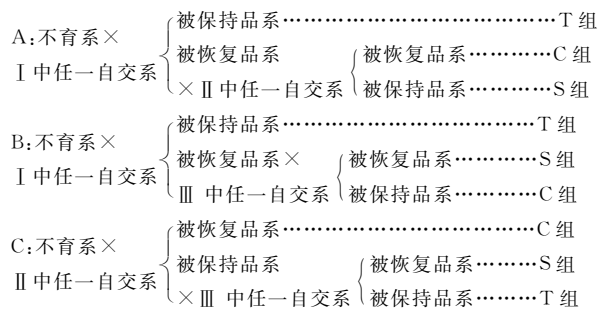 被保持品系…………………………………T 组
A:不育系×
被恢复品系
被恢复品系…………C 组
Ⅰ中任一自交系
×Ⅱ中任一自交系
被保持品系…………S组
被保持品系………………………………T 组
B:不育系×
被恢复品系×
被恢复品系…………S组
Ⅰ中任一自交系
Ⅲ 中任一自交系
被保持品系…………C 组
被恢复品系………………………………C 组
C:不育系×
被保持品系
被恢复品系………S组
Ⅱ中任一自交系
×Ⅲ 中任一自交系
被保持品系………T 组